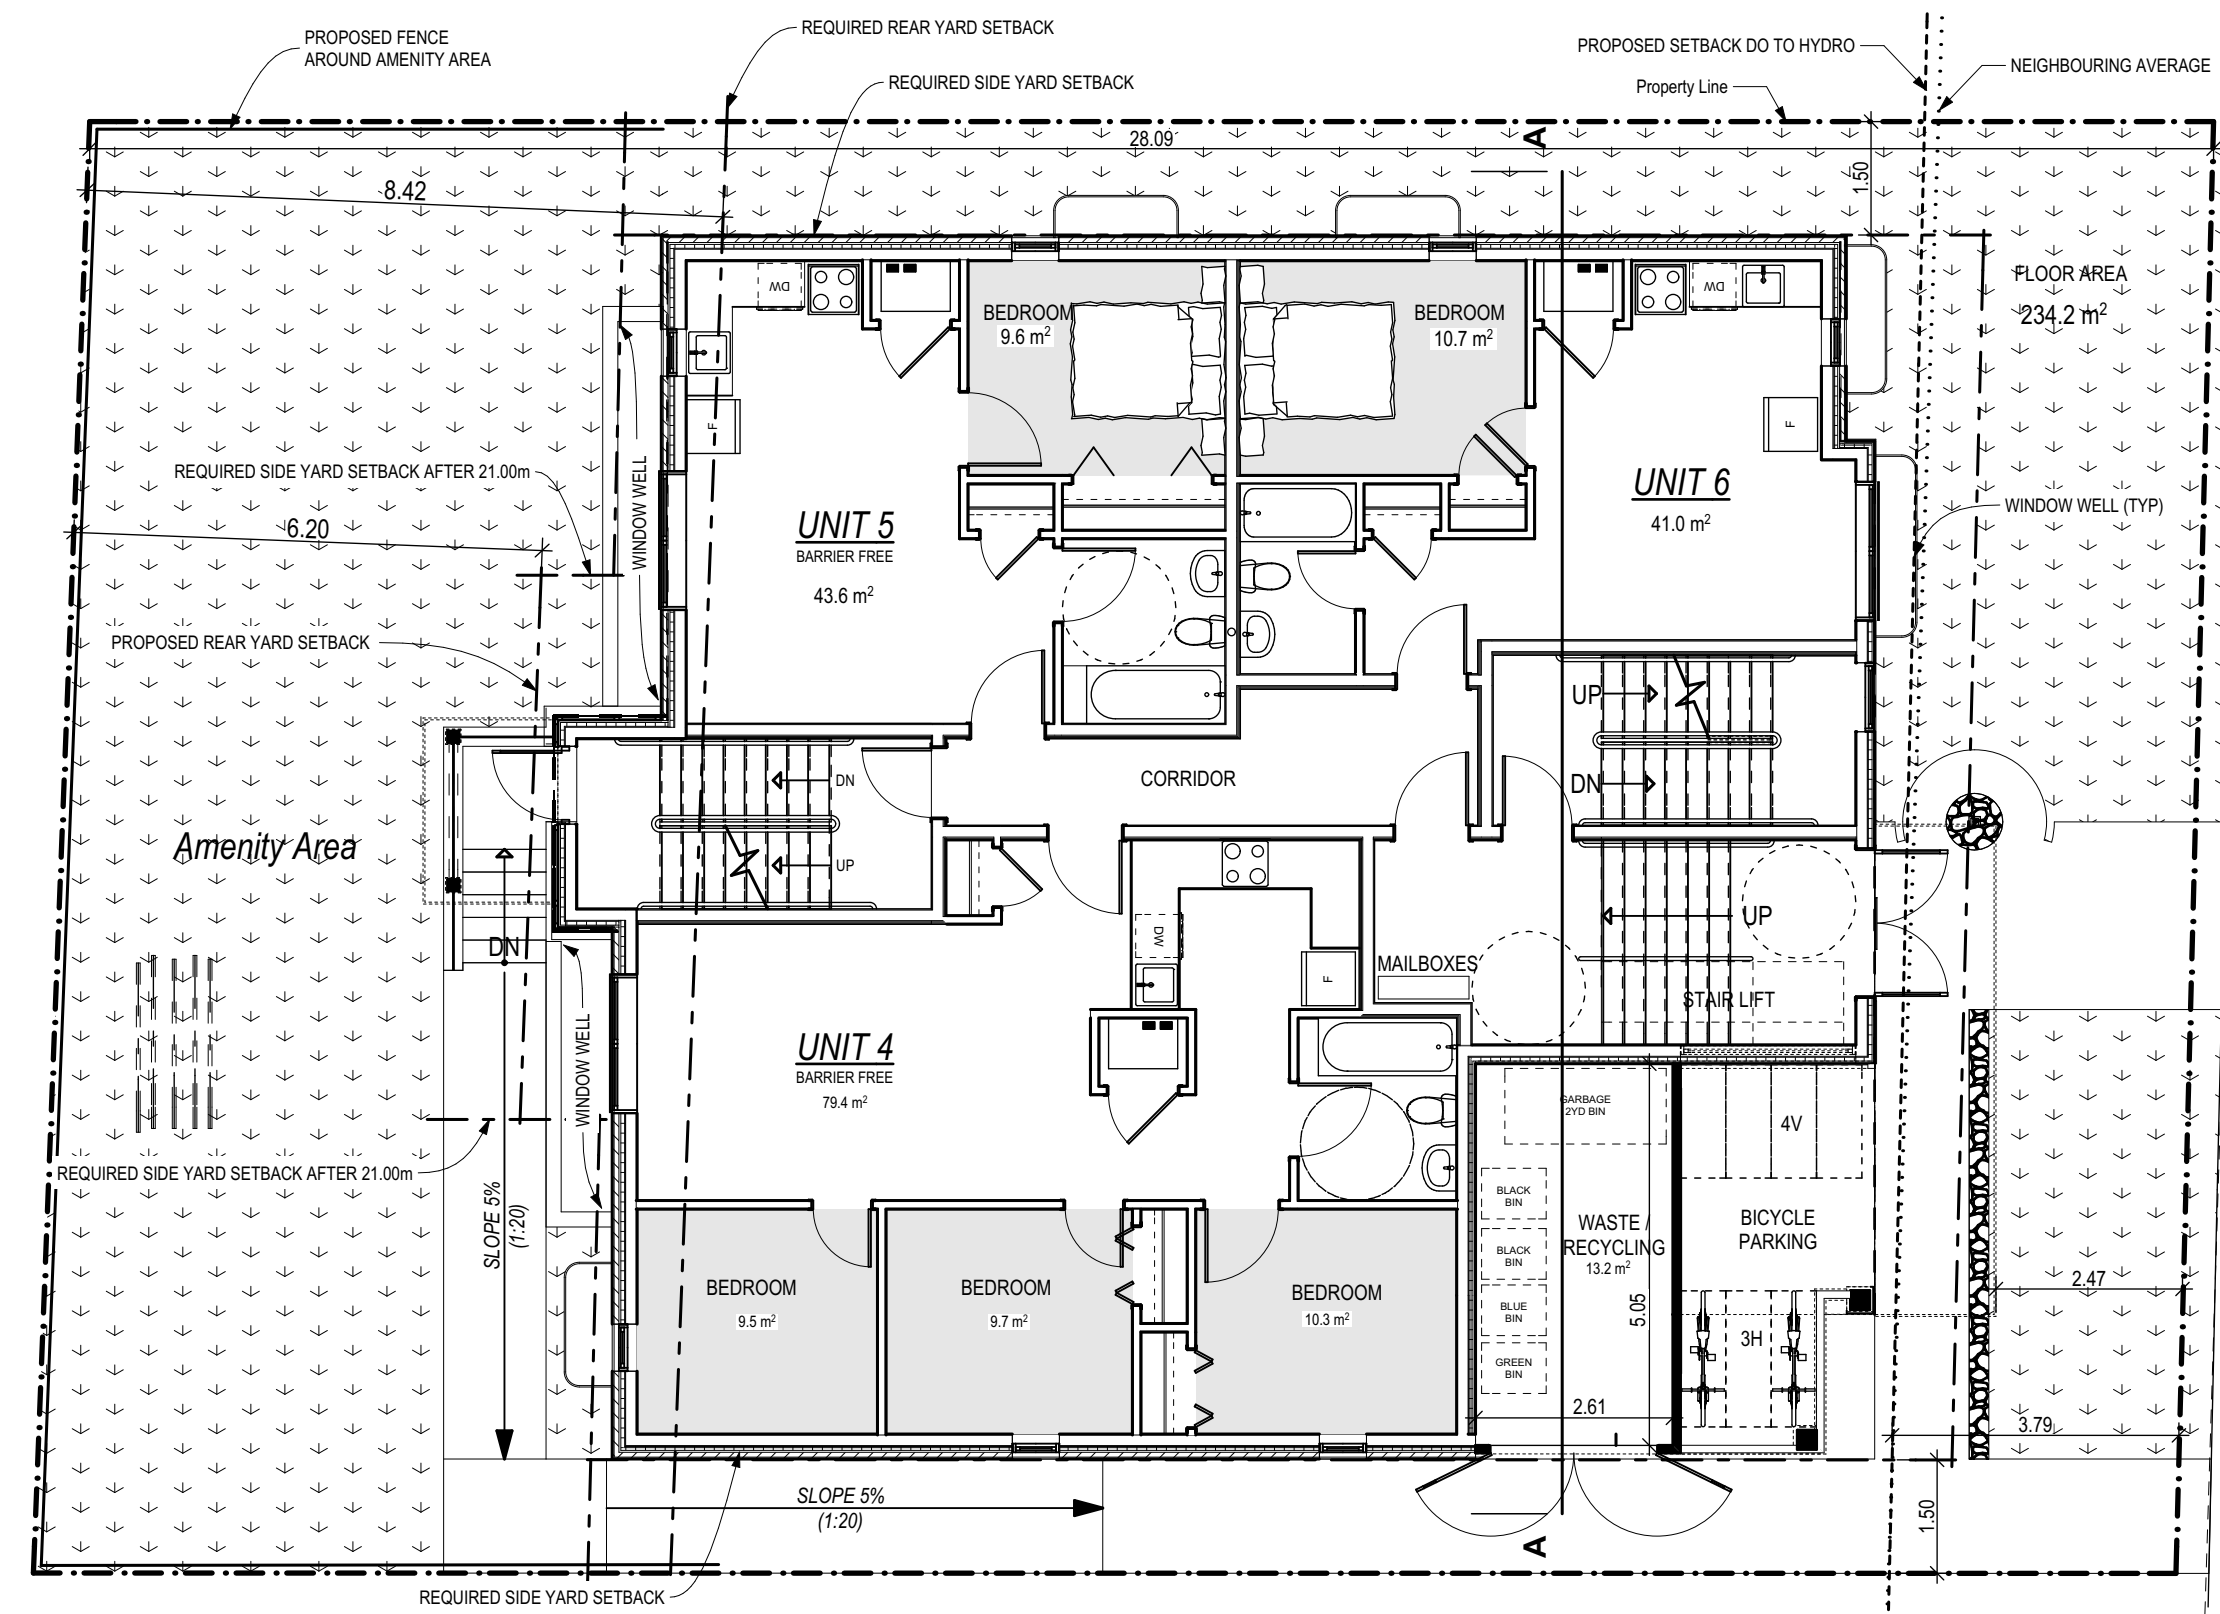 REQUIRED REAR YARD SETBACK
PROPOSED FENCE
AROUND AMENITY AREA
REQUIRED SIDE YARD SETBACK
PROPOSED SETBACK DO TO HYDRO
NEIGHBOURING AVERAGE
Property Line
A
28.09
1.50
8.42
FLOOR AREA
234.2 m²
DW
DW
BEDROOM
9.6 m²
BEDROOM
10.7 m²
F
F
REQUIRED SIDE YARD SETBACK AFTER 21.00m
WINDOW WELL
6.20
UNIT 5
BARRIER FREE
43.6 m²
UNIT 6
41.0 m²
WINDOW WELL (TYP)
PROPOSED REAR YARD SETBACK
UP
DN
CORRIDOR
DN
UP
Amenity Area
DN
DW
F
MAILBOXES
UP
STAIR LIFT
WINDOW WELL
UNIT 4
BARRIER FREE
79.4 m²
GARBAGE
2YD BIN
4V
REQUIRED SIDE YARD SETBACK AFTER 21.00m
SLOPE 5%
(1:20)
BLACK
BIN
BLACK
BIN
BLUE
BIN
GREEN
BIN
WASTE /
RECYCLING
13.2 m²
BICYCLE
PARKING
5.05
3H
BEDROOM
9.5 m²
BEDROOM
9.7 m²
BEDROOM
10.3 m²
2.47
2.61
3.79
SLOPE 5%
(1:20)
1.50
A
REQUIRED SIDE YARD SETBACK